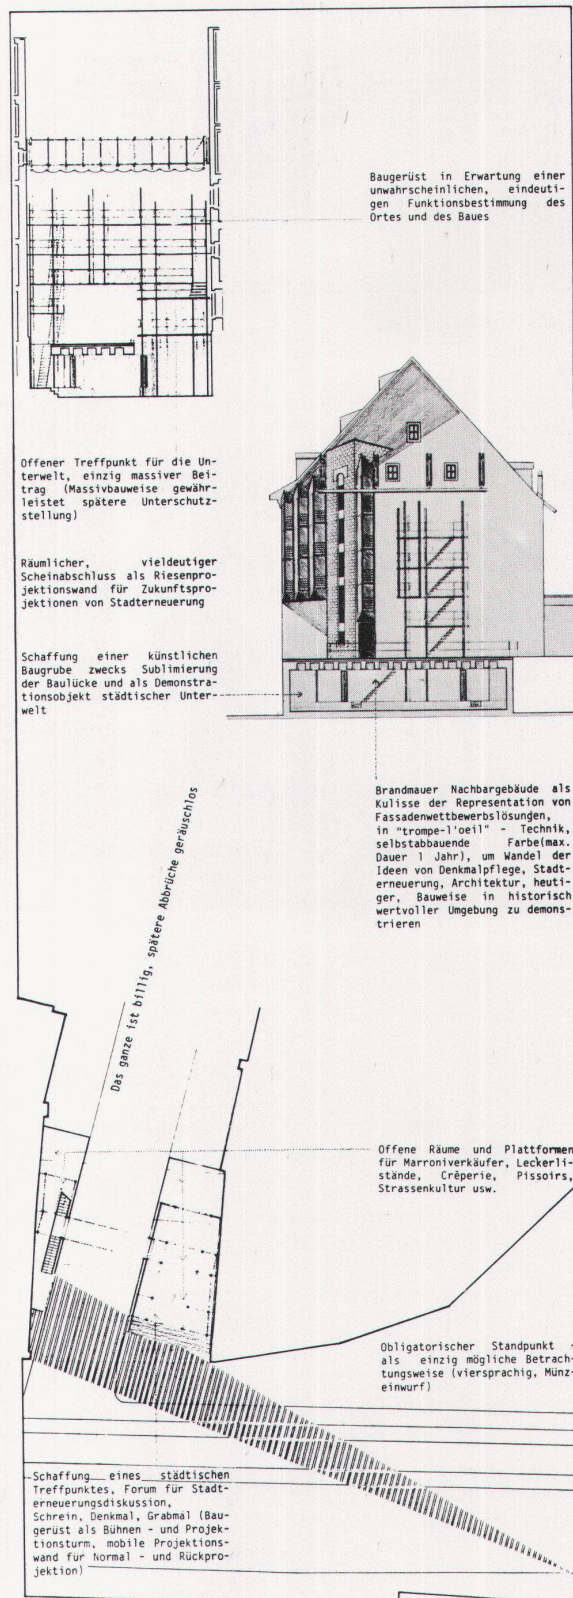 Baugerüst in Erwartung einer
unwahrscheinlichen, eindeuti-
gen Funktionsbestimmung des
Ortes und des Baues
Offener Treffpunkt für die Un-
terwelt, einzig massiver Bei-
trag (Massivbauweise gewähr-
leistet spätere Unterschutz-
stellung)
Räumlicher, vieldeutiger
Scheinabschluss als Riesenpro-
jektionswand für Zukunftspro-
jektionen von Stadterneuerung
Schaffung einer künstlichen
Baugrube zwecks Sublimierung
der Baulücke und als Demonstra-
tionsobjekt städtischer Unter-
welt
Brandmauer Nachbargebäude als
Kulisse der Representation von
Fassadenwettbewerbslösungen,
in "trompe-l'oeil" - Technik,
selbstabbauende Farbe(max.
Dauer 1 Jahr), um Wandel der
Ideen von Denkmalpflege, Stadt-
erneuerung, Architektur, heuti-
ger, Bauweise in historisch
wertvoller Umgebung zu demons-
trieren
Das ganze ist billig, spätere Abbrüche geräuschlos
Offene Räume und Plattformen
für Marroniverkäufer, Leckerli-
stände, Crêperie, Pissoirs,
Strassenkultur usw.
Obligatorischer Standpunkt -
als einzig mögliche Betrach-
tungsweise (viersprachig, Münz-
einwurf)
Schaffung eines städtischen
Treffpunktes, Forum für Stadt-
erneuerungsdiskussion,
Schrein, Denkmal, Grabmal (Bau-
gerüst als Bühnen - und Projek-
tionsturm, mobile Projektions-
wand für Normal - und Rückpro-
jektion)